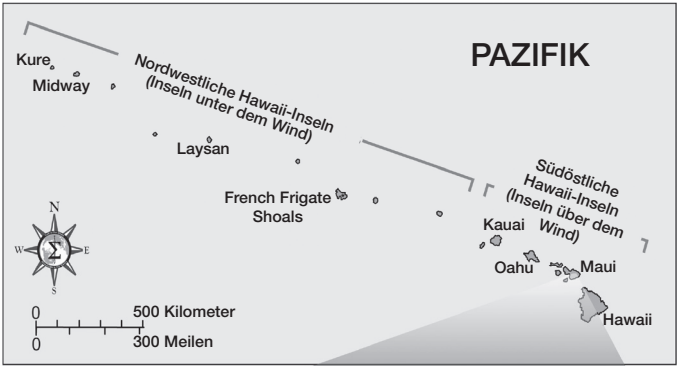 PAZIFIK
Kure
Midway
Nordwestliche Hawaii-Inseln
(Inseln unter dem Wind)
Laysan
French Frigate
Shoals
Südöstliche
Hawaii-Inseln
(Inseln über dem
Wind)
Kauai
Oahu
Maui
Hawaii
N
W
E
S
Σ
0
500 Kilometer
0
300 Meilen